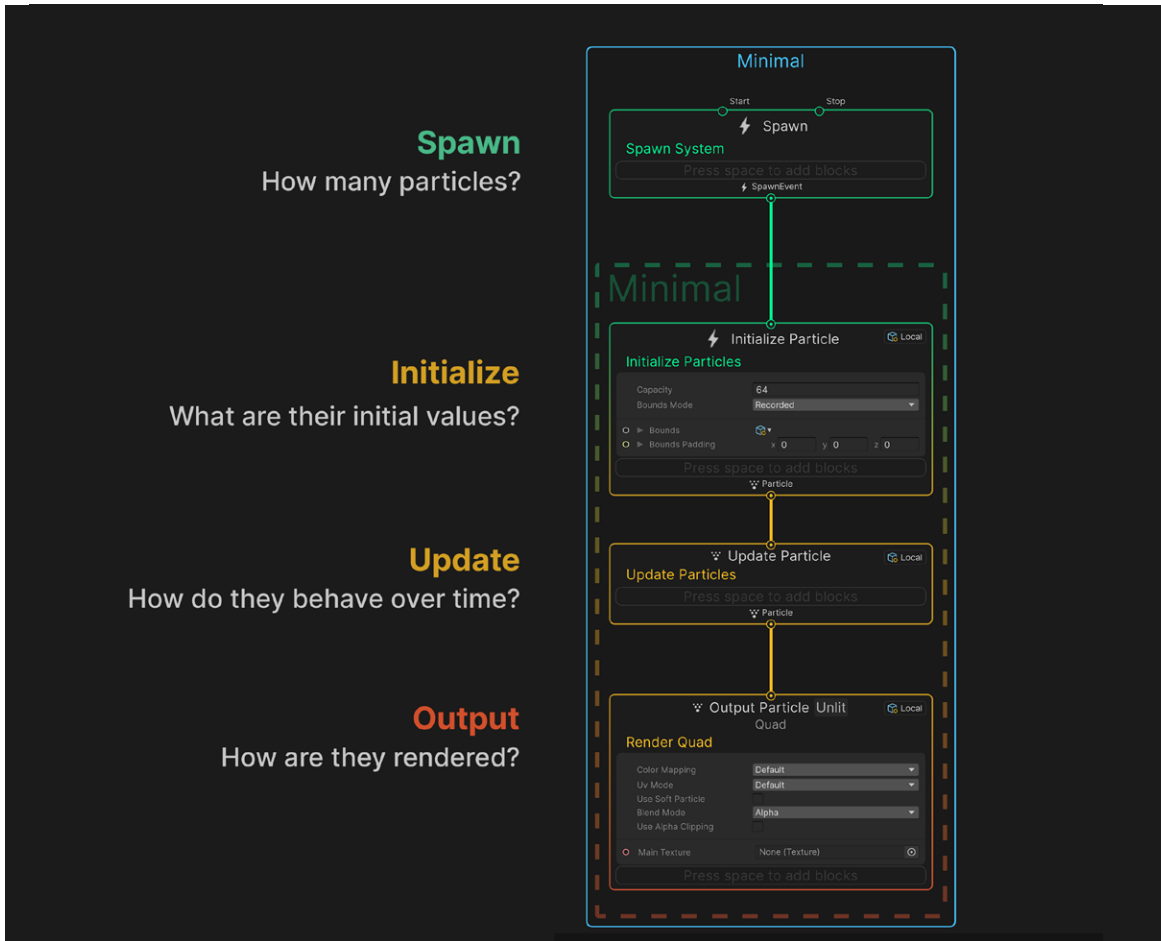 Minimal
Start Stop
Spawn
Spawn System
Press space to add blocks
SpawnEvent
Spawn
How many particles?
Minimal
Initialize Particle Local
Initialize Particles
Capacity 64
Bounds Mode Recorded
Bounds
Bounds Padding x 0 y 0 z 0
Press space to add blocks
Particle
Initialize
What are their initial values?
Update Particle Local
Update Particles
Press space to add blocks
Particle
Update
How do they behave over time?
Output Particle Unlit Local
Quad
Render Quad
Color Mapping Default
Uv Mode Default
Use Soft Particle
Blend Mode Alpha
Use Alpha Clipping
Main Texture None (Texture)
Press space to add blocks
Output
How are they rendered?